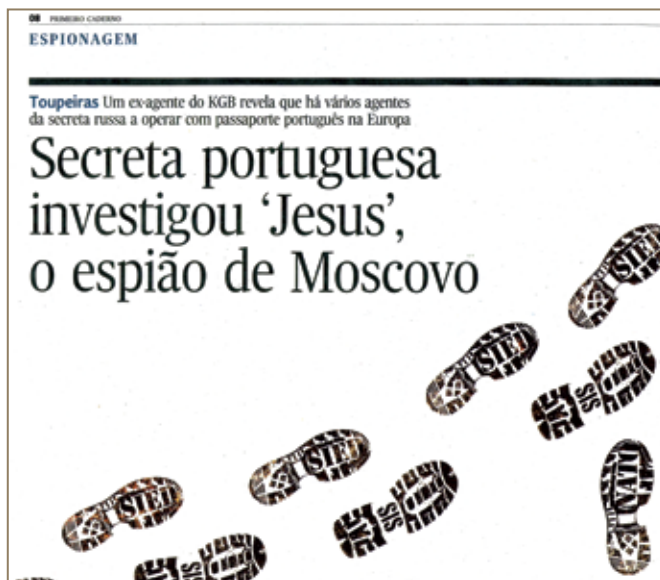 08 PRIMEIRO CADERNO
ESPIONAGEM
Toupeiras Um ex-agente do KGB revela que há vários agentes
da secreta russa a operar com passaporte português na Europa
Secreta portuguesa
investigou ‘Jesus’,
o espião de Moscovo
SIED
SIED
SIS
SIED
SIS
NATO
SIED